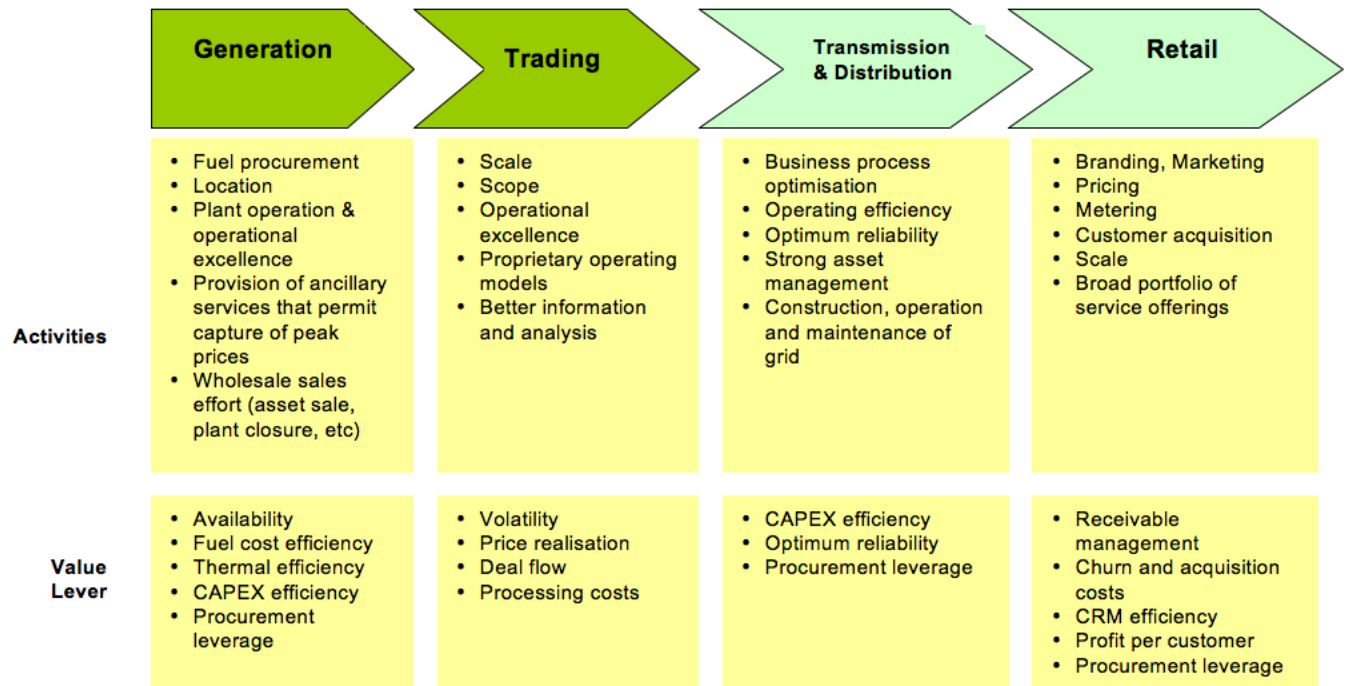 Generation
Trading
Transmission
& Distribution
Retail
Activities
• Fuel procurement
• Location
• Plant operation &
operational
excellence
• Provision of ancillary
services that permit
capture of peak
prices
• Wholesale sales
effort (asset sale,
plant closure, etc)
• Scale
• Scope
• Operational
excellence
• Proprietary operating
models
• Better information
and analysis
• Business process
optimisation
• Operating efficiency
• Optimum reliability
• Strong asset
management
• Construction, operation
and maintenance of
grid
• Branding, Marketing
• Pricing
• Metering
• Customer acquisition
• Scale
• Broad portfolio of
service offerings
Value
Lever
• Availability
• Fuel cost efficiency
• Thermal efficiency
• CAPEX efficiency
• Procurement
leverage
• Volatility
• Price realisation
• Deal flow
• Processing costs
• CAPEX efficiency
• Optimum reliability
• Procurement leverage
• Receivable
management
• Churn and acquisition
costs
• CRM efficiency
• Profit per customer
• Procurement leverage